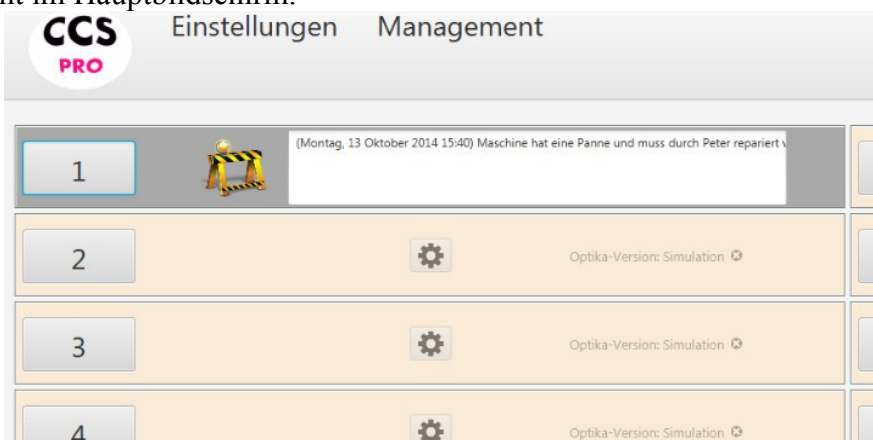 CCS
PRO
Einstellungen Management
1
(Montag, 13 Oktober 2014 15:40) Maschine hat eine Panne und muss durch Peter repariert
2
Optika-Version: Simulation
3
Optika-Version: Simulation
4
Optika-Version: Simulation